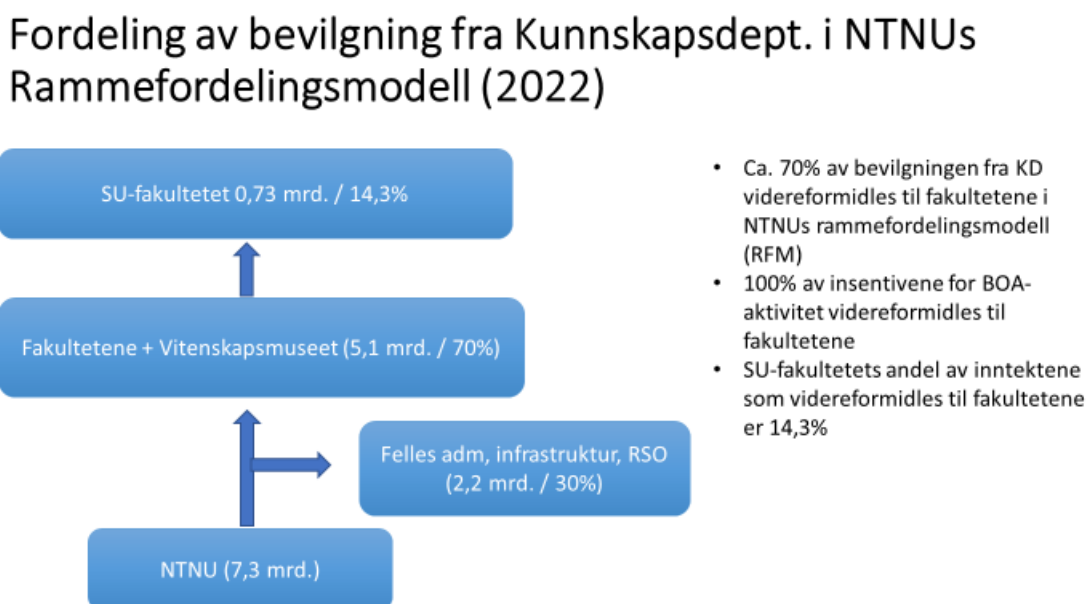 Fordeling av bevilgning fra Kunnskapsdept. i NTNUs
Rammefordelingsmodell (2022)
SU-fakultetet 0,73 mrd. / 14,3%
Fakultetene + Vitenskapsmuseet (5,1 mrd. / 70%)
Felles adm, infrastruktur, RSO
(2,2 mrd. / 30%)
NTNU (7,3 mrd.)
• Ca. 70% av bevilgningen fra KD
videreformidles til fakultetene i
NTNUs rammefordelingsmodell
(RFM)
• 100% av insentivene for BOA-
aktivitet videreformidles til
fakultetene
• SU-fakultetets andel av inntektene
som videreformidles til fakultetene
er 14,3%